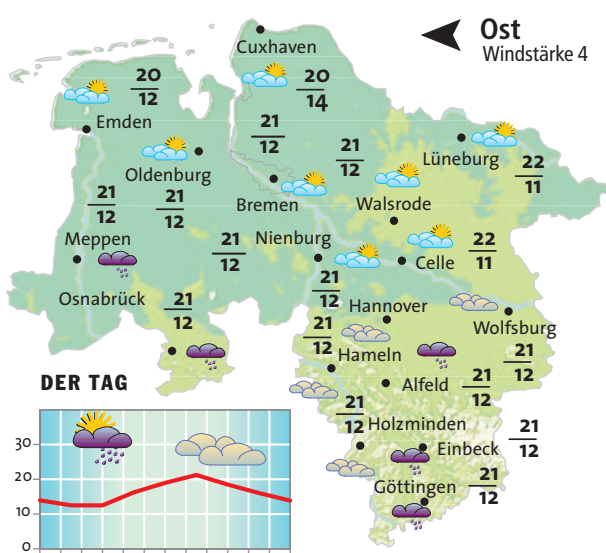 Ost
Windstärke 4
Cuxhaven
20
12
20
14
Emden
21
12
21
12
Oldenburg
Lüneburg
22
11
21
12
21
12
Bremen
Walsrode
Meppen
21
12
Nienburg
Celle
22
11
Osnabrück
21
12
21
12
Hannover
Wolfsburg
21
12
Hameln
21
12
Alfeld
21
12
DER TAG
21
12
Holzminden
21
12
Einbeck
Göttingen
21
12
30
20
10
0